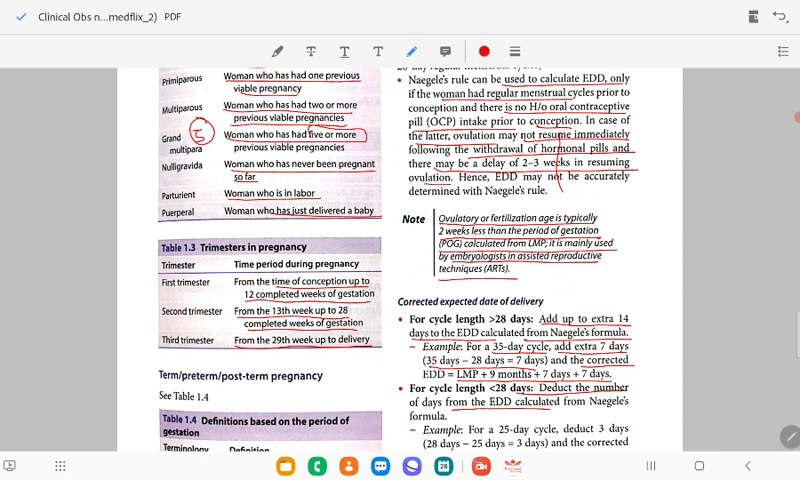 Clinical Obs n...medflix_2)
PDF
Primiparous Woman who has had one previous
viable pregnancy
Multiparous Woman who has had two or more
previous viable pregnancies
Grand Woman who has had five or more
multipara previous viable pregnancies
5
Nulligravida Woman who has never been pregnant
so far
Parturient Woman who is in labor
Puerperal Woman who has just delivered a baby
Table 1.3 Trimesters in pregnancy
Trimester Time period during pregnancy
First trimester From the time of conception up to
12 completed weeks of gestation
Second trimester From the 13th week up to 28
completed weeks of gestation
Third trimester From the 29th week up to delivery
Term/preterm/post-term pregnancy
See Table 1.4
Table 1.4 Definitions based on the period of
gestation
Terminology Definition
• Naegele's rule can be used to calculate EDD, only
if the woman had regular menstrual cycles prior to
conception and there is no H/o oral contraceptive
pill (OCP) intake prior to conception. In case of
the latter, ovulation may not resume immediately
following the withdrawal of hormonal pills and
there may be a delay of 2–3 weeks in resuming
ovulation. Hence, EDD may not be accurately
determined with Naegele's rule.
Note
Ovulatory or fertilization age is typically
2 weeks less than the period of gestation
(POG) calculated from LMP; it is mainly used
by embryologists in assisted reproductive
techniques (ARTs).
Corrected expected date of delivery
• For cycle length >28 days: Add up to extra 14
days to the EDD calculated from Naegele's formula.
– Example: For a 35-day cycle, add extra 7 days
(35 days – 28 days = 7 days) and the corrected
EDD = LMP + 9 months + 7 days + 7 days.
• For cycle length <28 days: Deduct the number
of days from the EDD calculated from Naegele's
formula.
– Example: For a 25-day cycle, deduct 3 days
(28 days – 25 days = 3 days) and the corrected
28